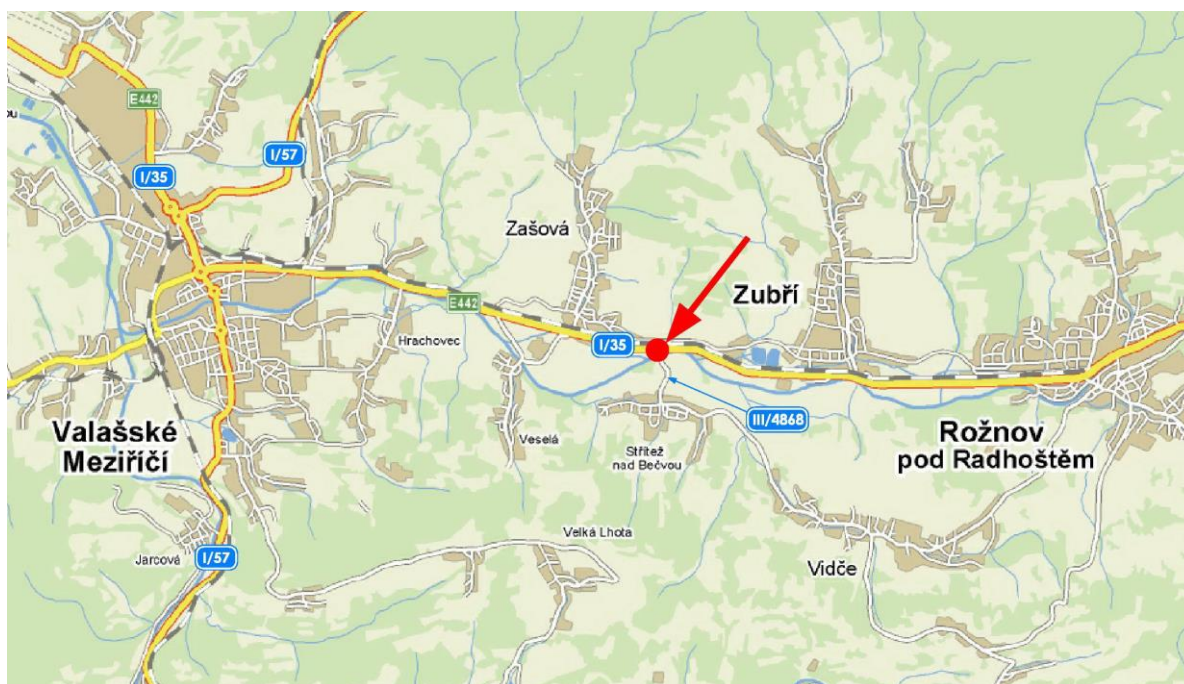 E442
I/57
I/35
ou
Zašová
Zubří
E442
I/35
Hrachovec
III/4868
Valašské
Meziříčí
Veselá
Střítež
nad Bečvou
Rožnov
pod Radhoštěm
Velká Lhota
Jarcová
I/57
Vidče